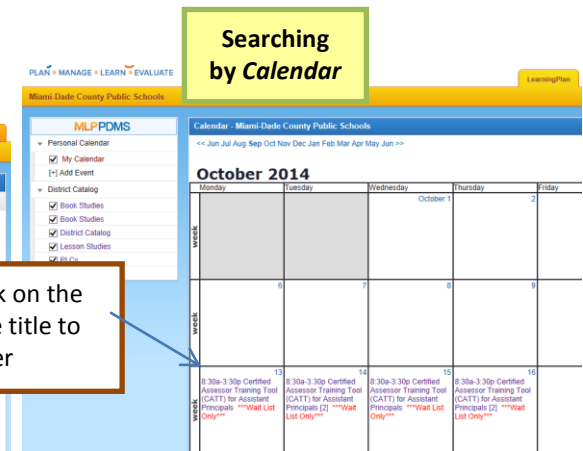 Searching
by Calendar
PLAN MANAGE LEARN EVALUATE
LearningPlan
Miami-Dade County Public Schools
MLPPDMS
Personal Calendar
My Calendar
[+] Add Event
District Catalog
Book Studies
Book Studies
District Catalog
Lesson Studies
PLCs
on the
title to
Calendar - Miami-Dade County Public Schools
<< Jun Jul Aug Sep Oct Nov Dec Jan Feb Mar Apr May Jun >>
October 2014
Monday Tuesday Wednesday Thursday Friday
week
October 1 2
week
6 7 8 9
week
13
8:30a-3:30p Certified
Assessor Training Tool
(CATT) for Assistant
Principals ***Wait List
Only***
14
8:30a-3:30p Certified
Assessor Training Tool
(CATT) for Assistant
Principals [2] ***Wait
List Only***
15
8:30a-3:30p Certified
Assessor Training Tool
(CATT) for Assistant
Principals ***Wait List
Only***
16
8:30a-3:30p Certified
Assessor Training Tool
(CATT) for Assistant
Principals [2] ***Wait
List Only***